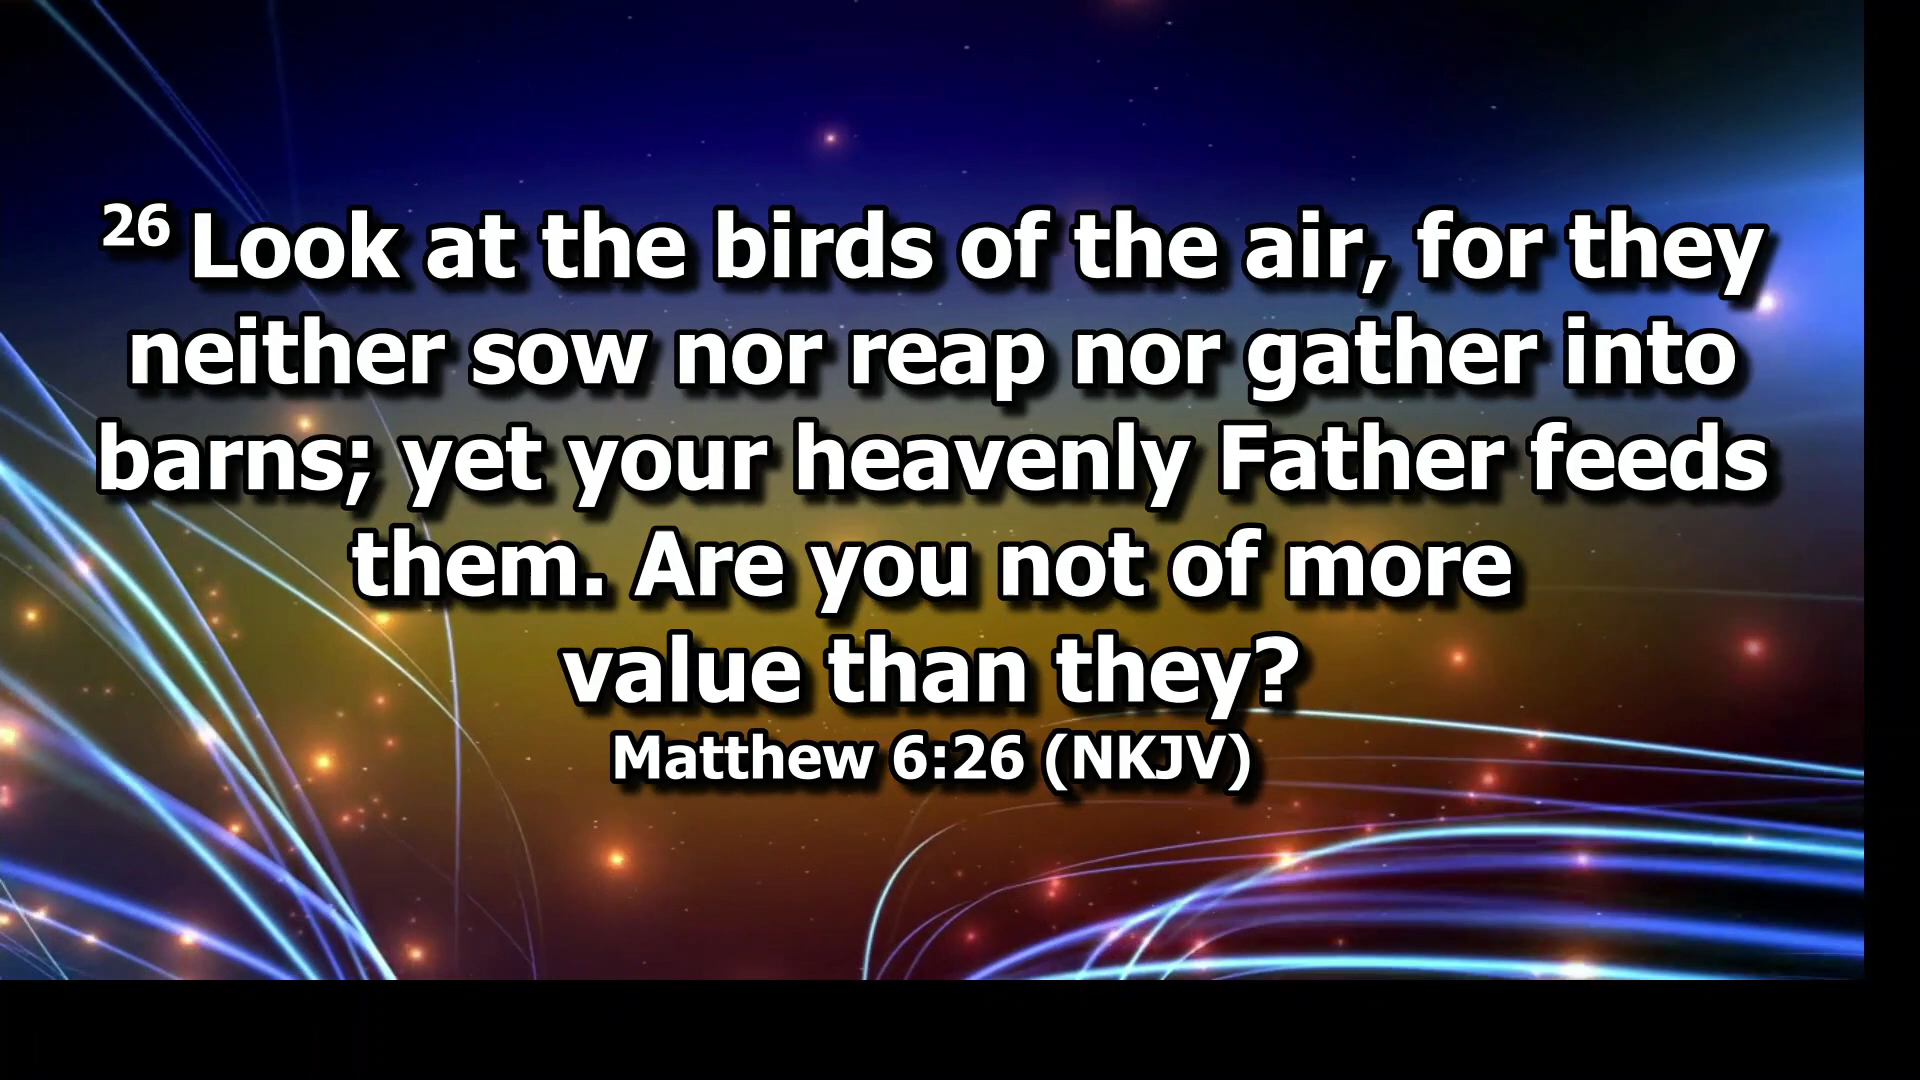 26 Look at the birds of the air, for they
neither sow nor reap nor gather into
barns; yet your heavenly Father feeds
them. Are you not of more
value than they?
Matthew 6:26 (NKJV)